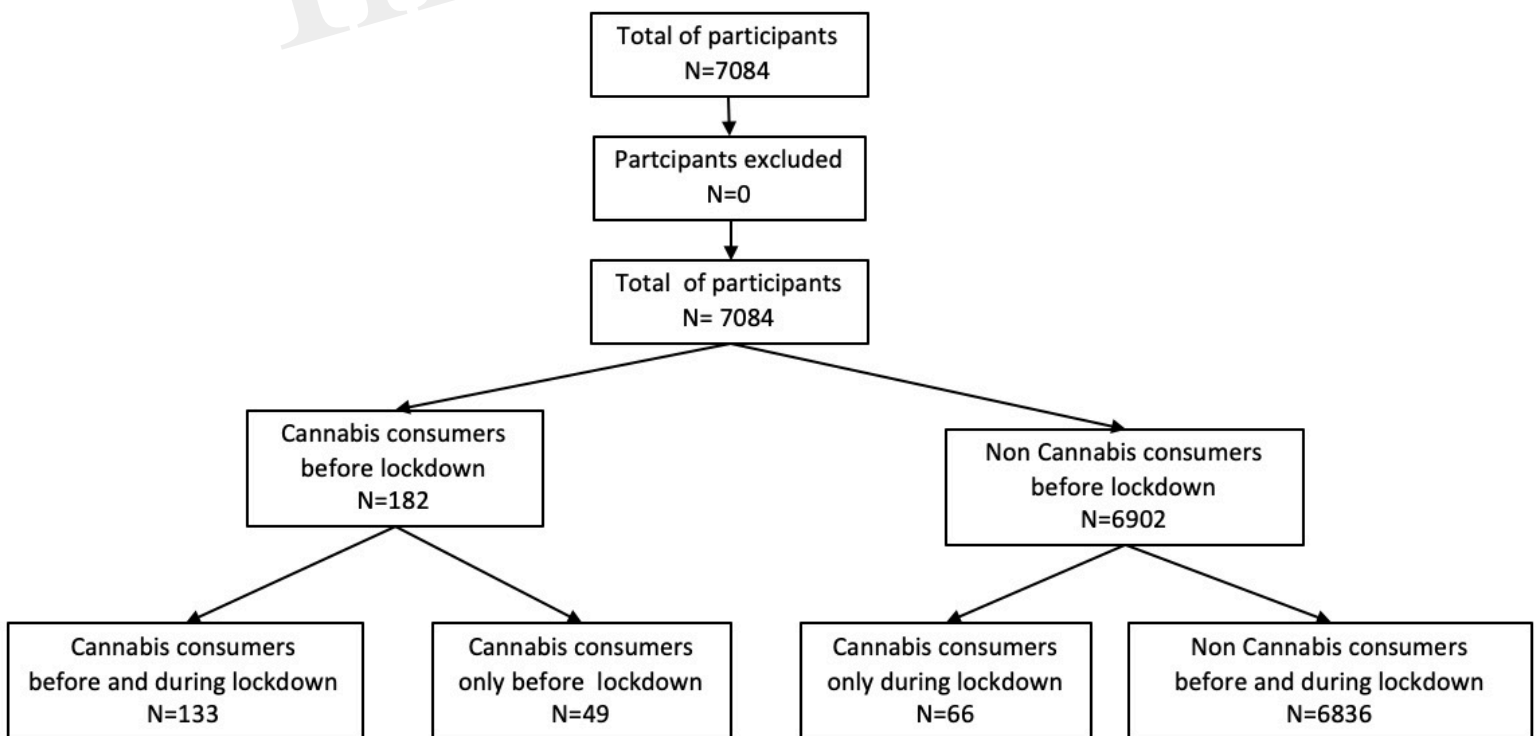 Total of participants
N=7084
Partcipants excluded
N=0
Total of participants
N= 7084
Cannabis consumers
before lockdown
N=182
Non Cannabis consumers
before lockdown
N=6902
Cannabis consumers
before and during lockdown
N=133
Cannabis consumers
only before lockdown
N=49
Cannabis consumers
only during lockdown
N=66
Non Cannabis consumers
before and during lockdown
N=6836